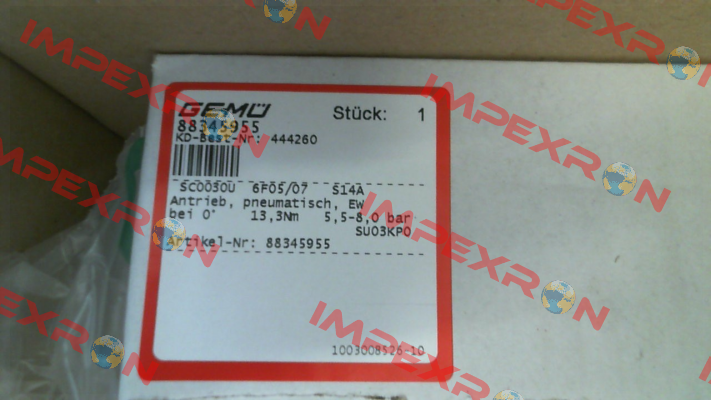 GEMÜ
Stück: 1
88345955
KD-Best-Nr: 444260
SC0030U 6F05/07 S14A
Antrieb, pneumatisch, EW
bei 0° 13,3Nm 5,5-8,0 bar
SU03KP0
Artikel-Nr: 88345955
1003008526-10
IMPEXRON
IMPEXRON
IMPEXRON
IMPEXRON
IMPEXRON
IMPEXRON